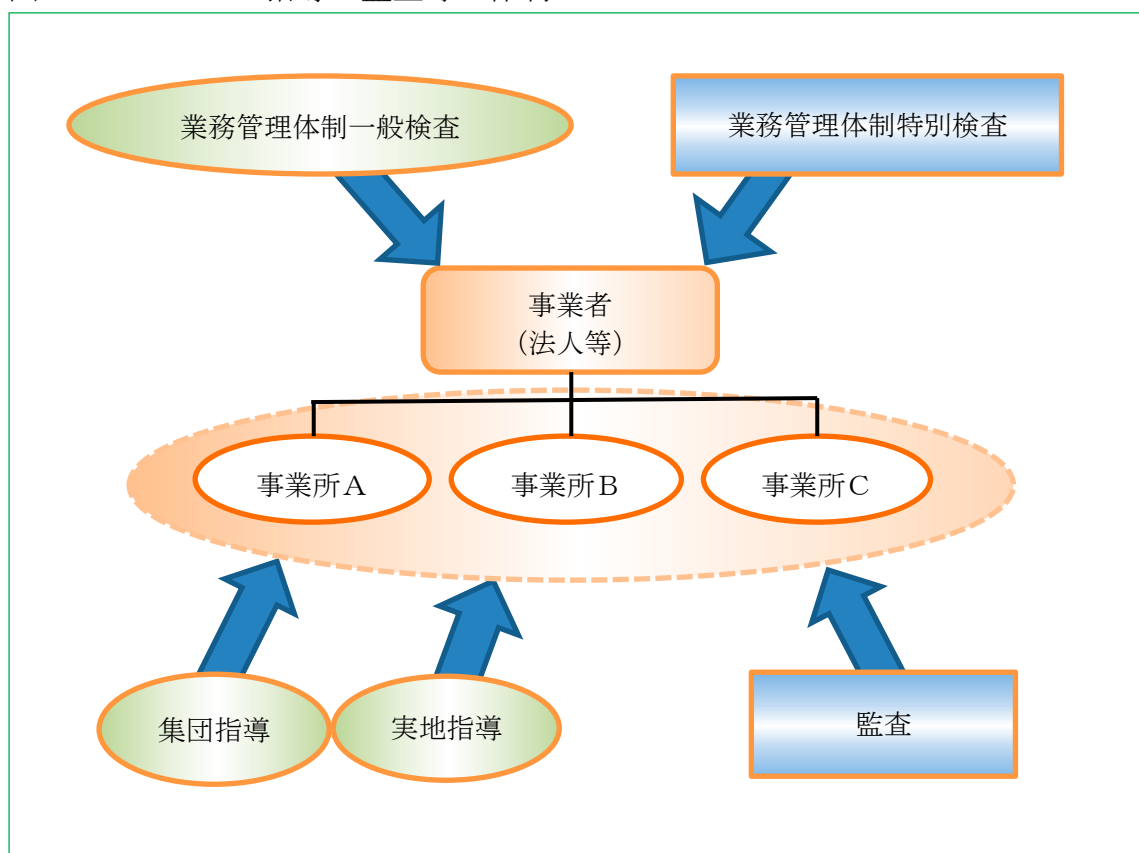 業務管理体制一般検査
業務管理体制特別検査
事業者
（法人等）
事業所Ａ
事業所Ｂ
事業所Ｃ
集団指導
実地指導
監査